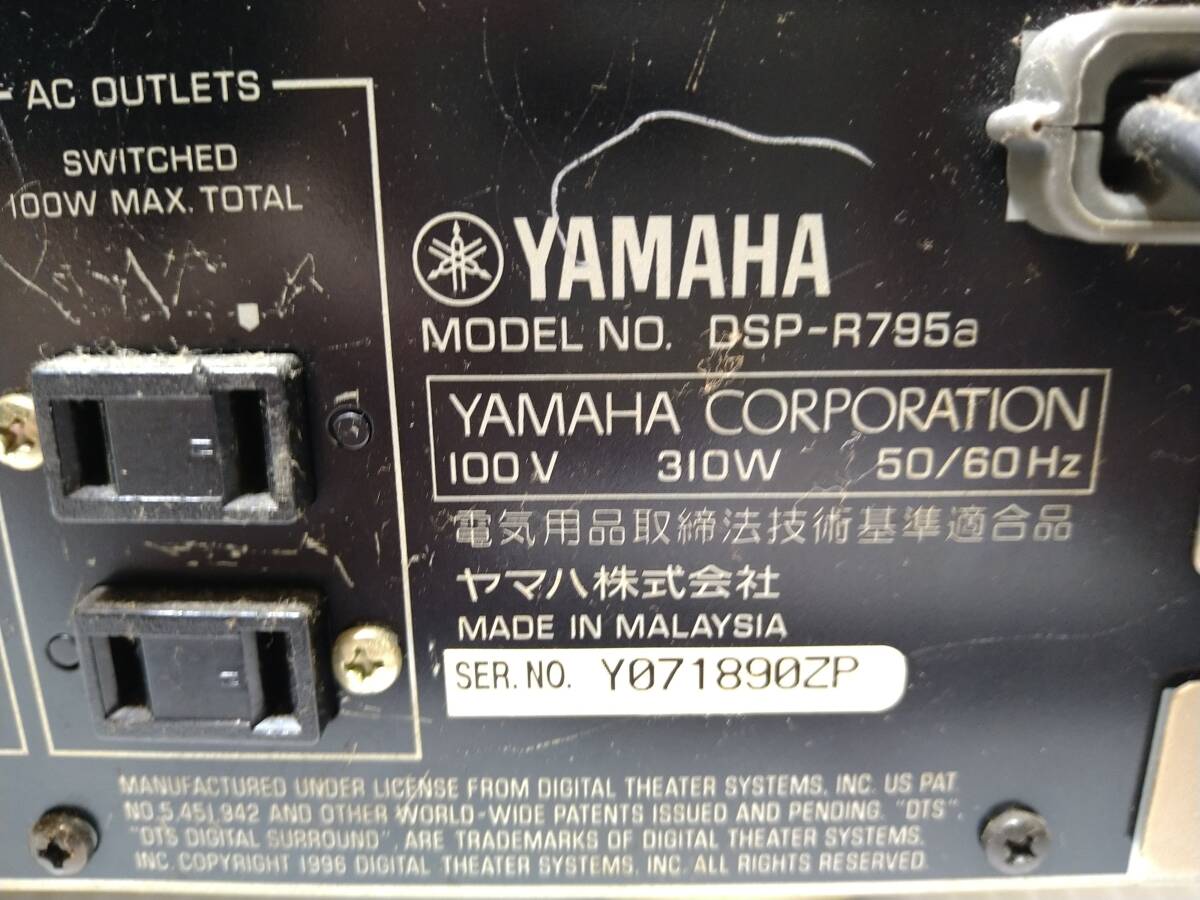 AC OUTLETS
SWITCHED
100W MAX. TOTAL
YAMAHA
MODEL NO. DSP-R795a
YAMAHA CORPORATION
100V 310W 50/60Hz
電気用品取締法技術基準適合品
ヤマハ株式会社
MADE IN MALAYSIA
SER. NO. Y071890ZP
MANUFACTURED UNDER LICENSE FROM DIGITAL THEATER SYSTEMS, INC. US PAT.
NO.5,451,942 AND OTHER WORLD-WIDE PATENTS ISSUED AND PENDING. "DTS",
"DTS DIGITAL SURROUND", ARE TRADEMARKS OF DIGITAL THEATER SYSTEMS,
INC. COPYRIGHT 1996 DIGITAL THEATER SYSTEMS, INC. ALL RIGHTS RESERVED.